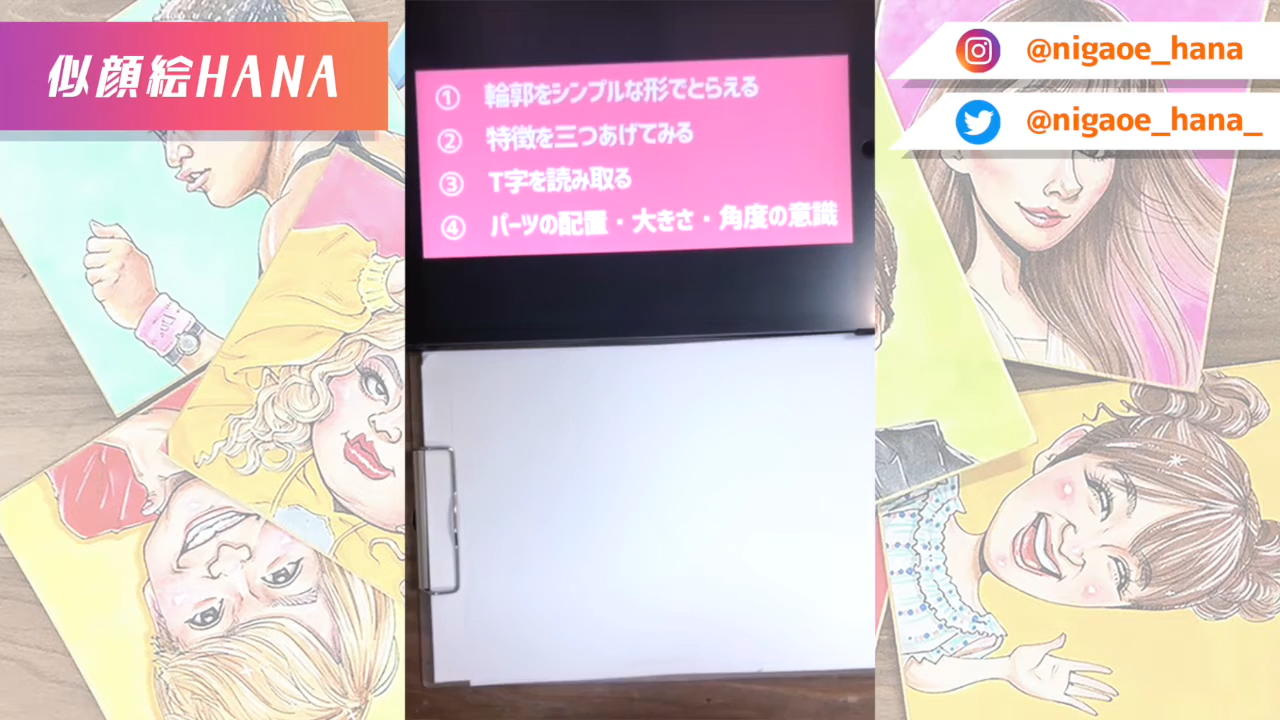 似顔絵HANA
① 輪郭をシンプルな形でとらえる
② 特徴を三つあげてみる
③ T字を読み取る
④ パーツの配置・大きさ・角度の意識
@nigaoe_hana
@nigaoe_hana_